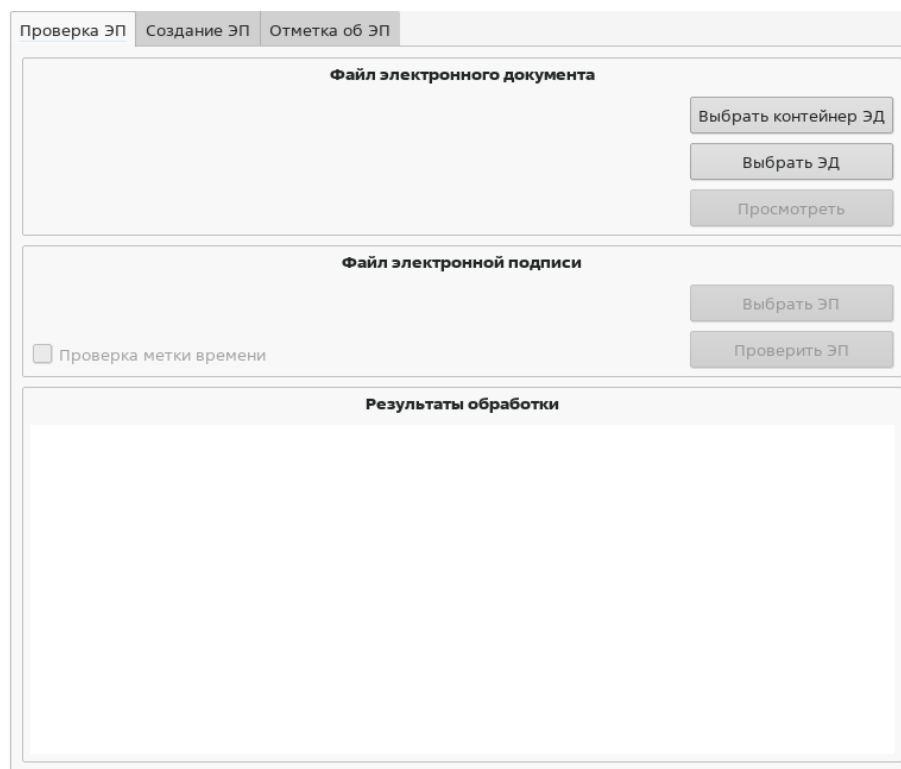 Проверка ЭП Создание ЭП Отметка об ЭП
Файл электронного документа
Выбрать контейнер ЭД
Выбрать ЭД
Просмотреть
Файл электронной подписи
Выбрать ЭП
Проверка метки времени
Проверить ЭП
Результаты обработки